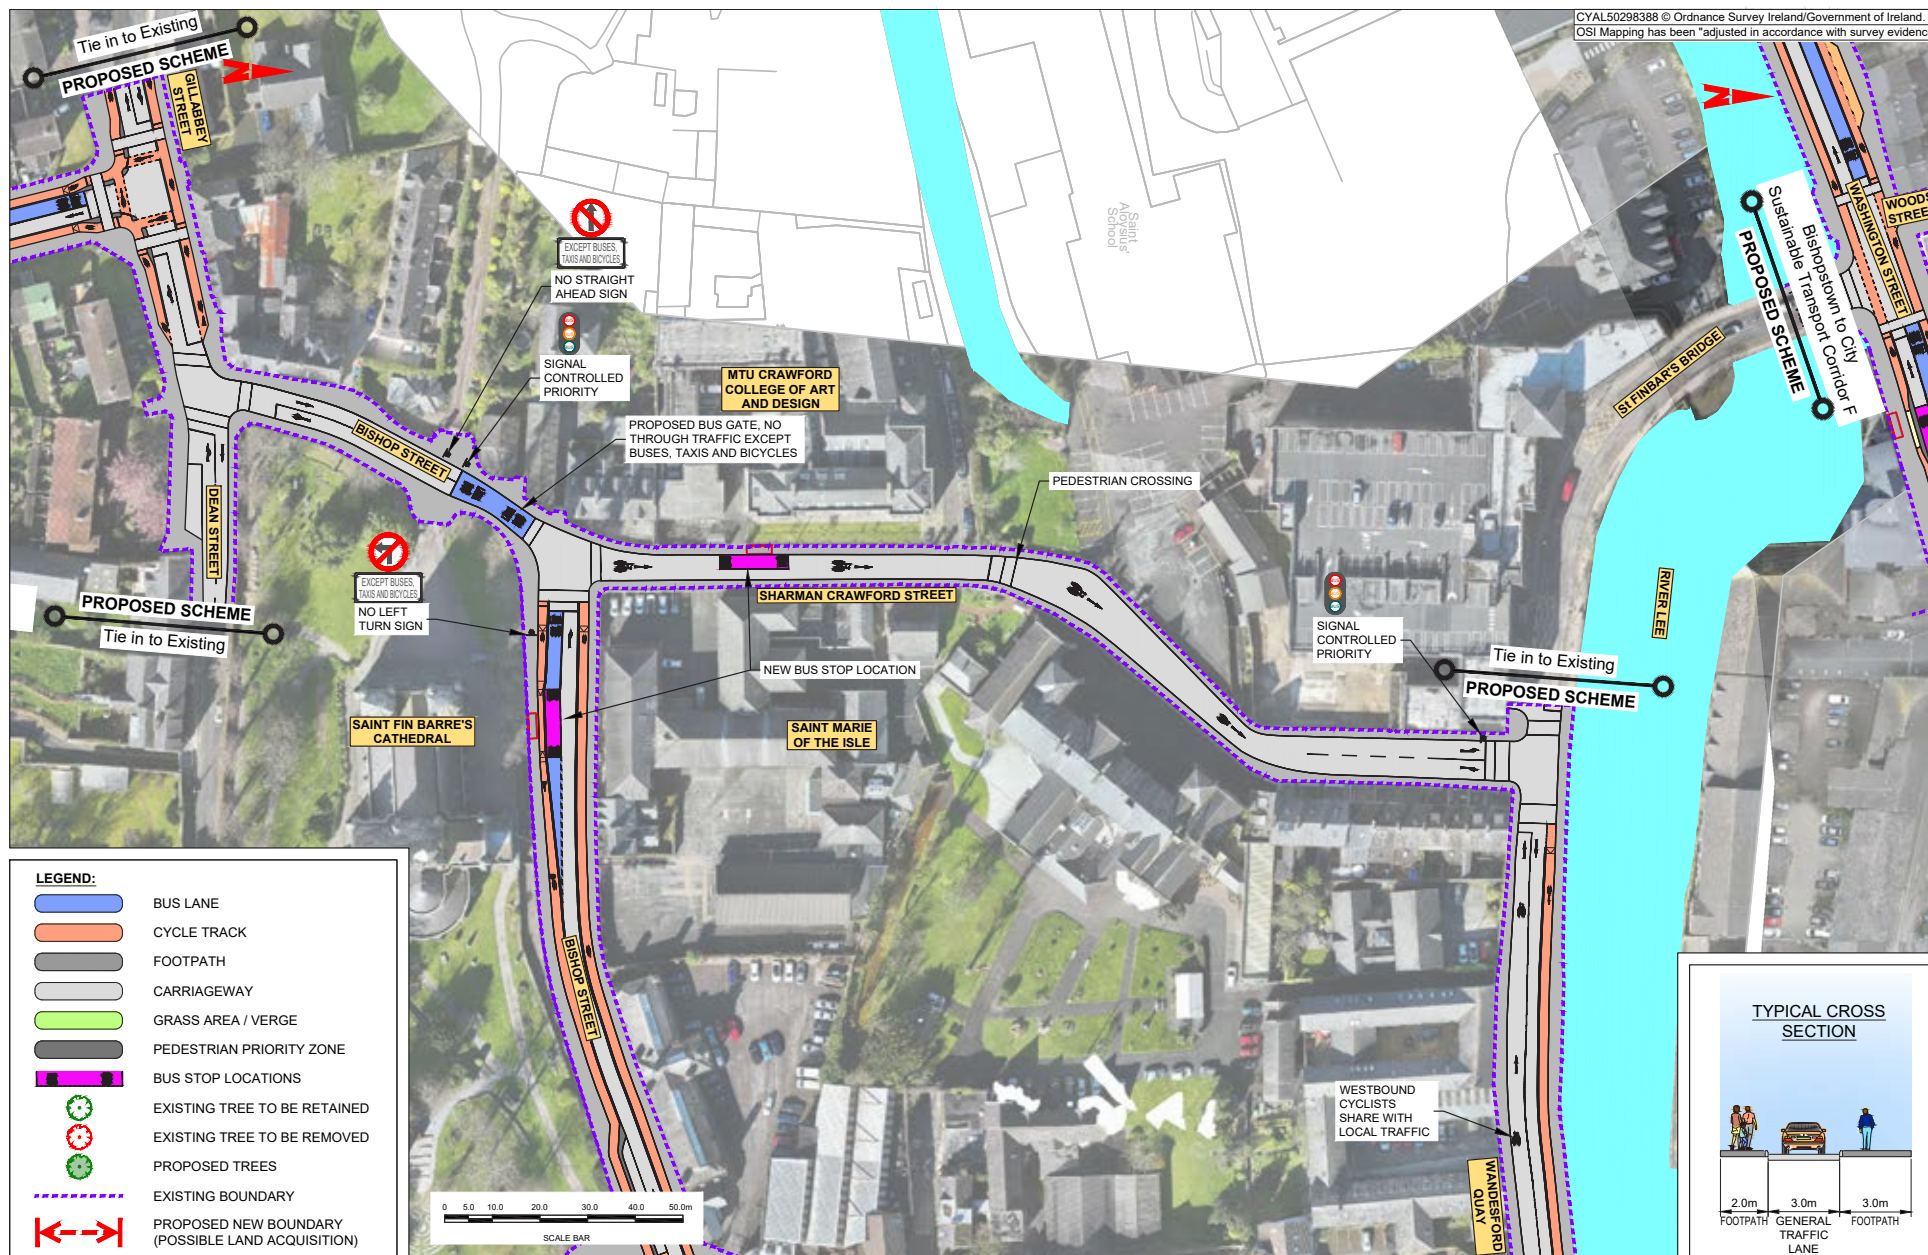 CYAL50298388 © Ordnance Survey Ireland/Government of Ireland.
OSI Mapping has been "adjusted in accordance with survey evidenc
Tie in to Existing
PROPOSED SCHEME
N
GILLABBEY
STREET
EXCEPT BUSES,
TAXIS AND BICYCLES
NO STRAIGHT
AHEAD SIGN
SIGNAL
CONTROLLED
PRIORITY
MTU CRAWFORD
COLLEGE OF ART
AND DESIGN
PROPOSED BUS GATE, NO
THROUGH TRAFFIC EXCEPT
BUSES, TAXIS AND BICYCLES
BISHOP STREET
DEAN STREET
Saint
Aloysius'
School
PEDESTRIAN CROSSING
N
WASHINGTON STREET
WOODS
STREE
Bishopstown to City
Sustainable Transport Corridor F
PROPOSED SCHEME
St FINBAR'S BRIDGE
RIVER LEE
EXCEPT BUSES,
TAXIS AND BICYCLES
NO LEFT
TURN SIGN
PROPOSED SCHEME
Tie in to Existing
SHARMAN CRAWFORD STREET
NEW BUS STOP LOCATION
SIGNAL
CONTROLLED
PRIORITY
Tie in to Existing
PROPOSED SCHEME
SAINT FIN BARRE'S
CATHEDRAL
SAINT MARIE
OF THE ISLE
BISHOP STREET
WESTBOUND
CYCLISTS
SHARE WITH
LOCAL TRAFFIC
WANDESFORD
QUAY
LEGEND:
BUS LANE
CYCLE TRACK
FOOTPATH
CARRIAGEWAY
GRASS AREA / VERGE
PEDESTRIAN PRIORITY ZONE
BUS STOP LOCATIONS
EXISTING TREE TO BE RETAINED
EXISTING TREE TO BE REMOVED
PROPOSED TREES
EXISTING BOUNDARY
PROPOSED NEW BOUNDARY
(POSSIBLE LAND ACQUISITION)
0 5.0 10.0 20.0 30.0 40.0 50.0m
SCALE BAR
TYPICAL CROSS
SECTION
2.0m 3.0m 3.0m
FOOTPATH GENERAL FOOTPATH
TRAFFIC
LANE